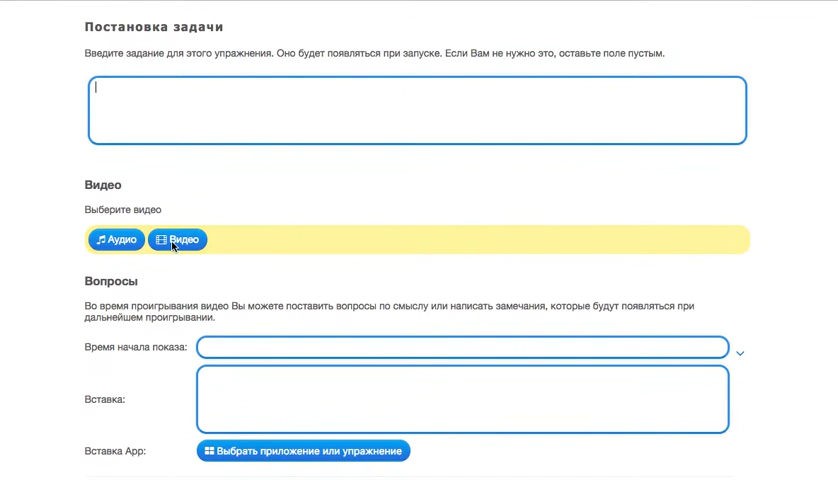 Постановка задачи
Введите задание для этого упражнения. Оно будет появляться при запуске. Если Вам не нужно это, оставьте поле пустым.
Видео
Выберите видео
Аудио Видео
Вопросы
Во время проигрывания видео Вы можете поставить вопросы по смыслу или написать замечания, которые будут появляться при
дальнейшем проигрывании.
Время начала показа:
Вставка:
Вставка App: Выбрать приложение или упражнение